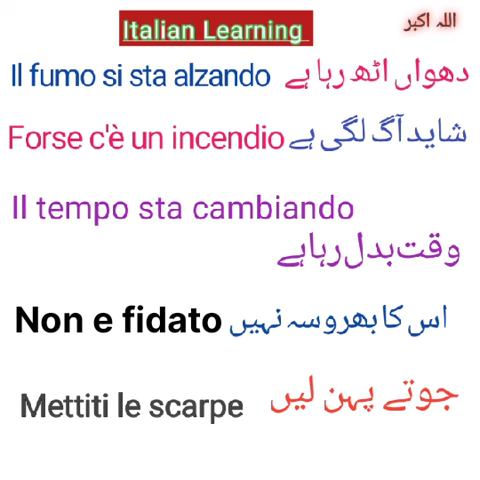 Italian Learning
اللہ اکبر
Il fumo si sta alzando دھواں اٹھ رہا ہے
Forse c'è un incendio شاید آگ لگی ہے
Il tempo sta cambiando
وقت بدل رہا ہے
Non e fidato اس کا بھروسہ نہیں
Mettiti le scarpe جوتے پہن لیں